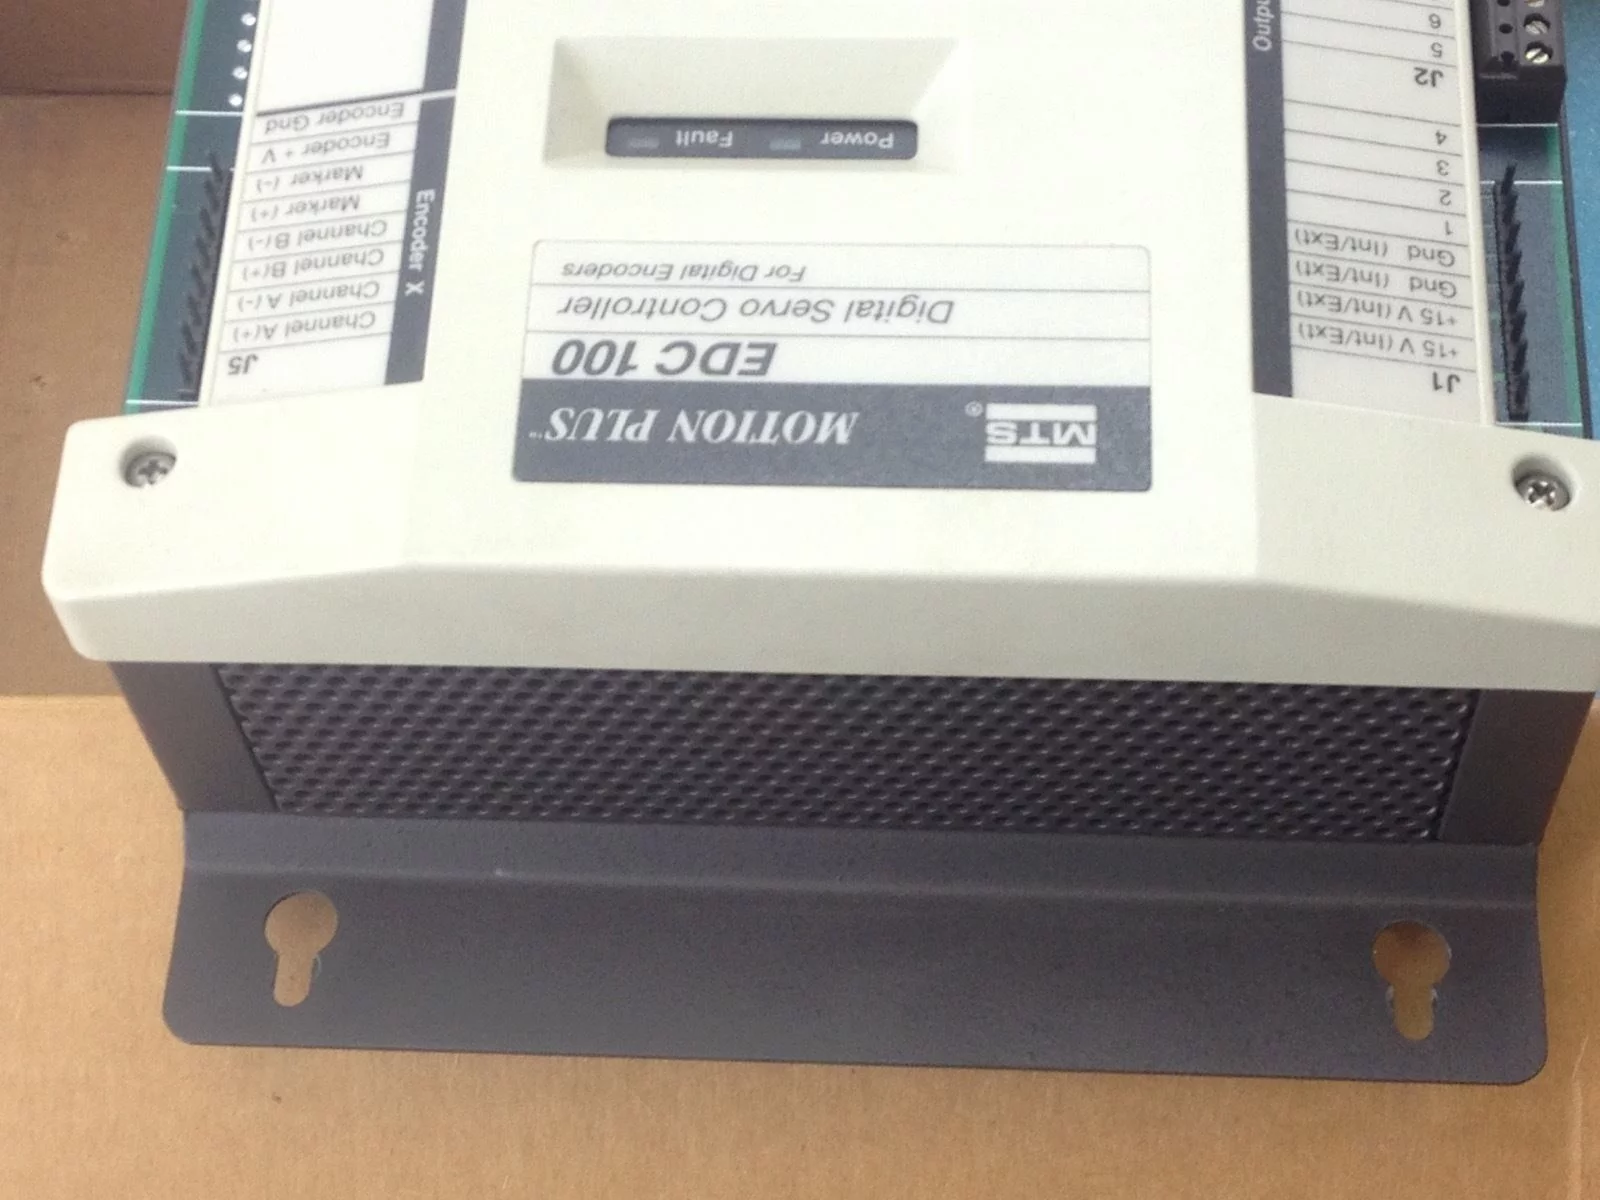 MTS® MOTION PLUS™
EDC 100
Digital Servo Controller
For Digital Encoders
Power
Fault
J1
+15 V (Int/Ext)
+15 V (Int/Ext)
Gnd (Int/Ext)
Gnd (Int/Ext)
1
2
3
4
J2
5
6
J5
Encoder X
Channel A(+)
Channel A (-)
Channel B(+)
Channel B(-)
Marker (+)
Marker (-)
Encoder + V
Encoder Gnd